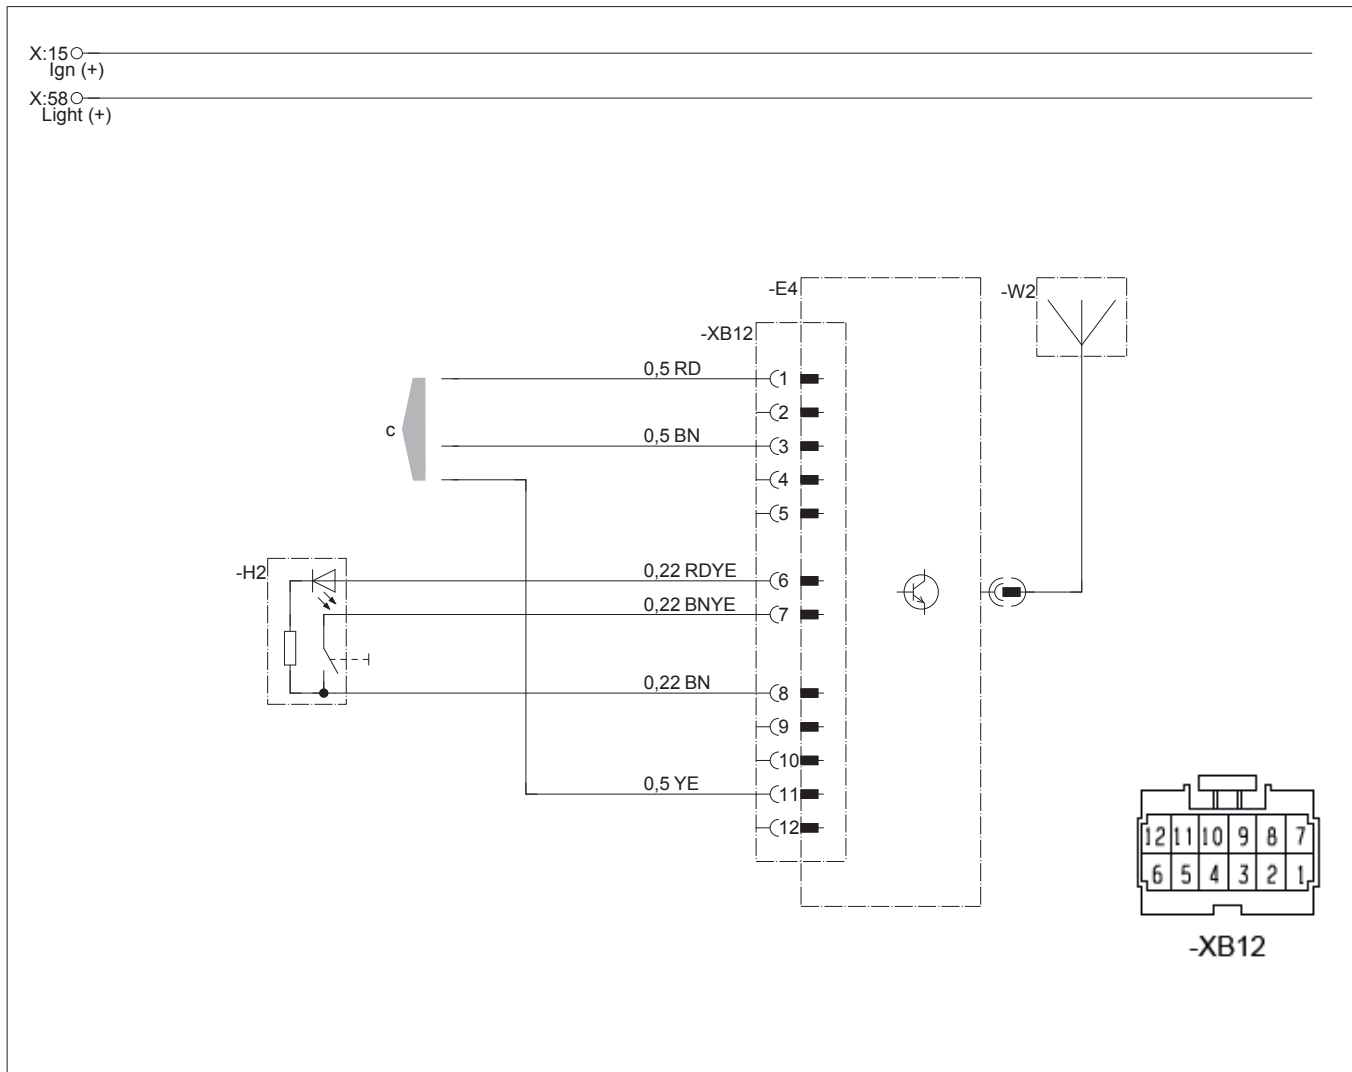 X:15
Ign (+)
X:58
Light (+)
-E4
-W2
-XB12
0,5 RD
1
2
c
0,5 BN
3
4
5
-H2
0,22 RDYE
6
0,22 BNYE
7
0,22 BN
8
9
10
0,5 YE
11
12
12 11 10 9 8 7
6 5 4 3 2 1
-XB12